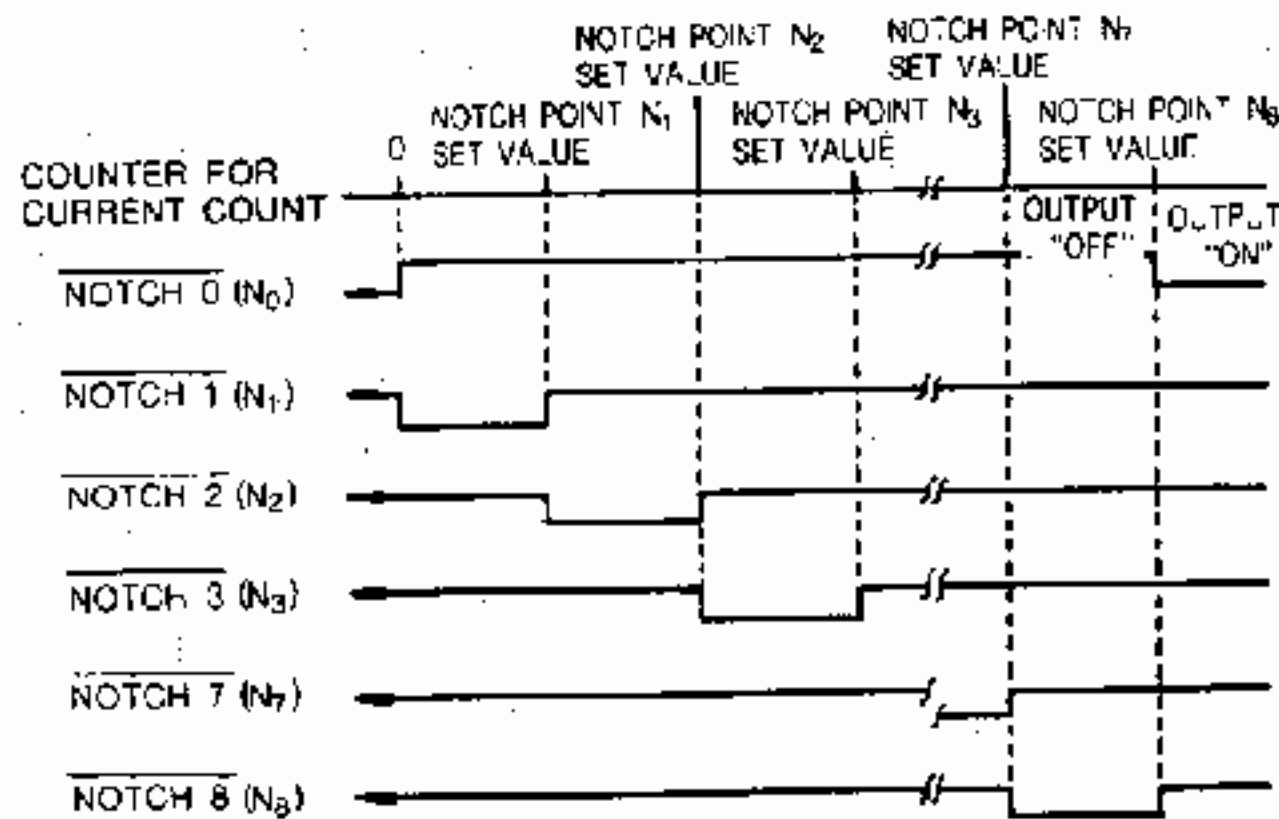 NOTCH POINT N₂
SET VALUE
NOTCH POINT N₇
SET VALUE
NOTCH POINT N₁
SET VALUE
NOTCH POINT N₃
SET VALUE
NOTCH POINT N₈
SET VALUE
0
COUNTER FOR
CURRENT COUNT
OUTPUT
"OFF"
OUTPUT
"ON"
NOTCH 0 (N₀)
NOTCH 1 (N₁)
NOTCH 2 (N₂)
NOTCH 3 (N₃)
NOTCH 7 (N₇)
NOTCH 8 (N₈)